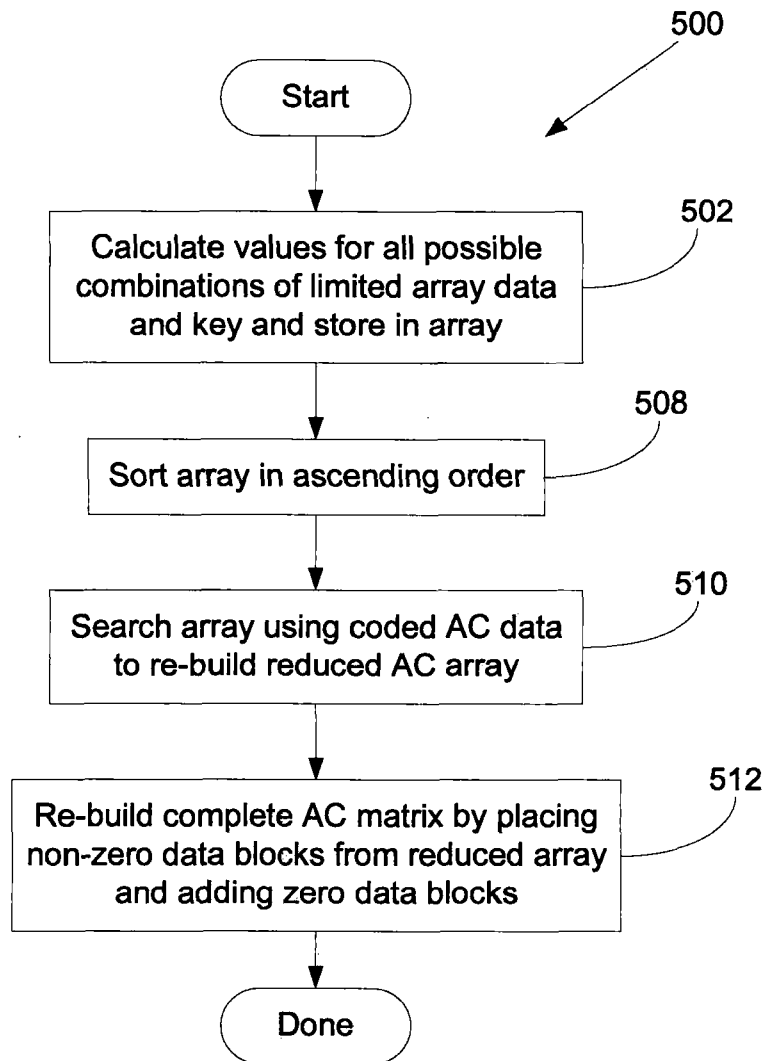 500
Start
502
Calculate values for all possible
combinations of limited array data
and key and store in array
508
Sort array in ascending order
510
Search array using coded AC data
to re-build reduced AC array
512
Re-build complete AC matrix by placing
non-zero data blocks from reduced array
and adding zero data blocks
Done